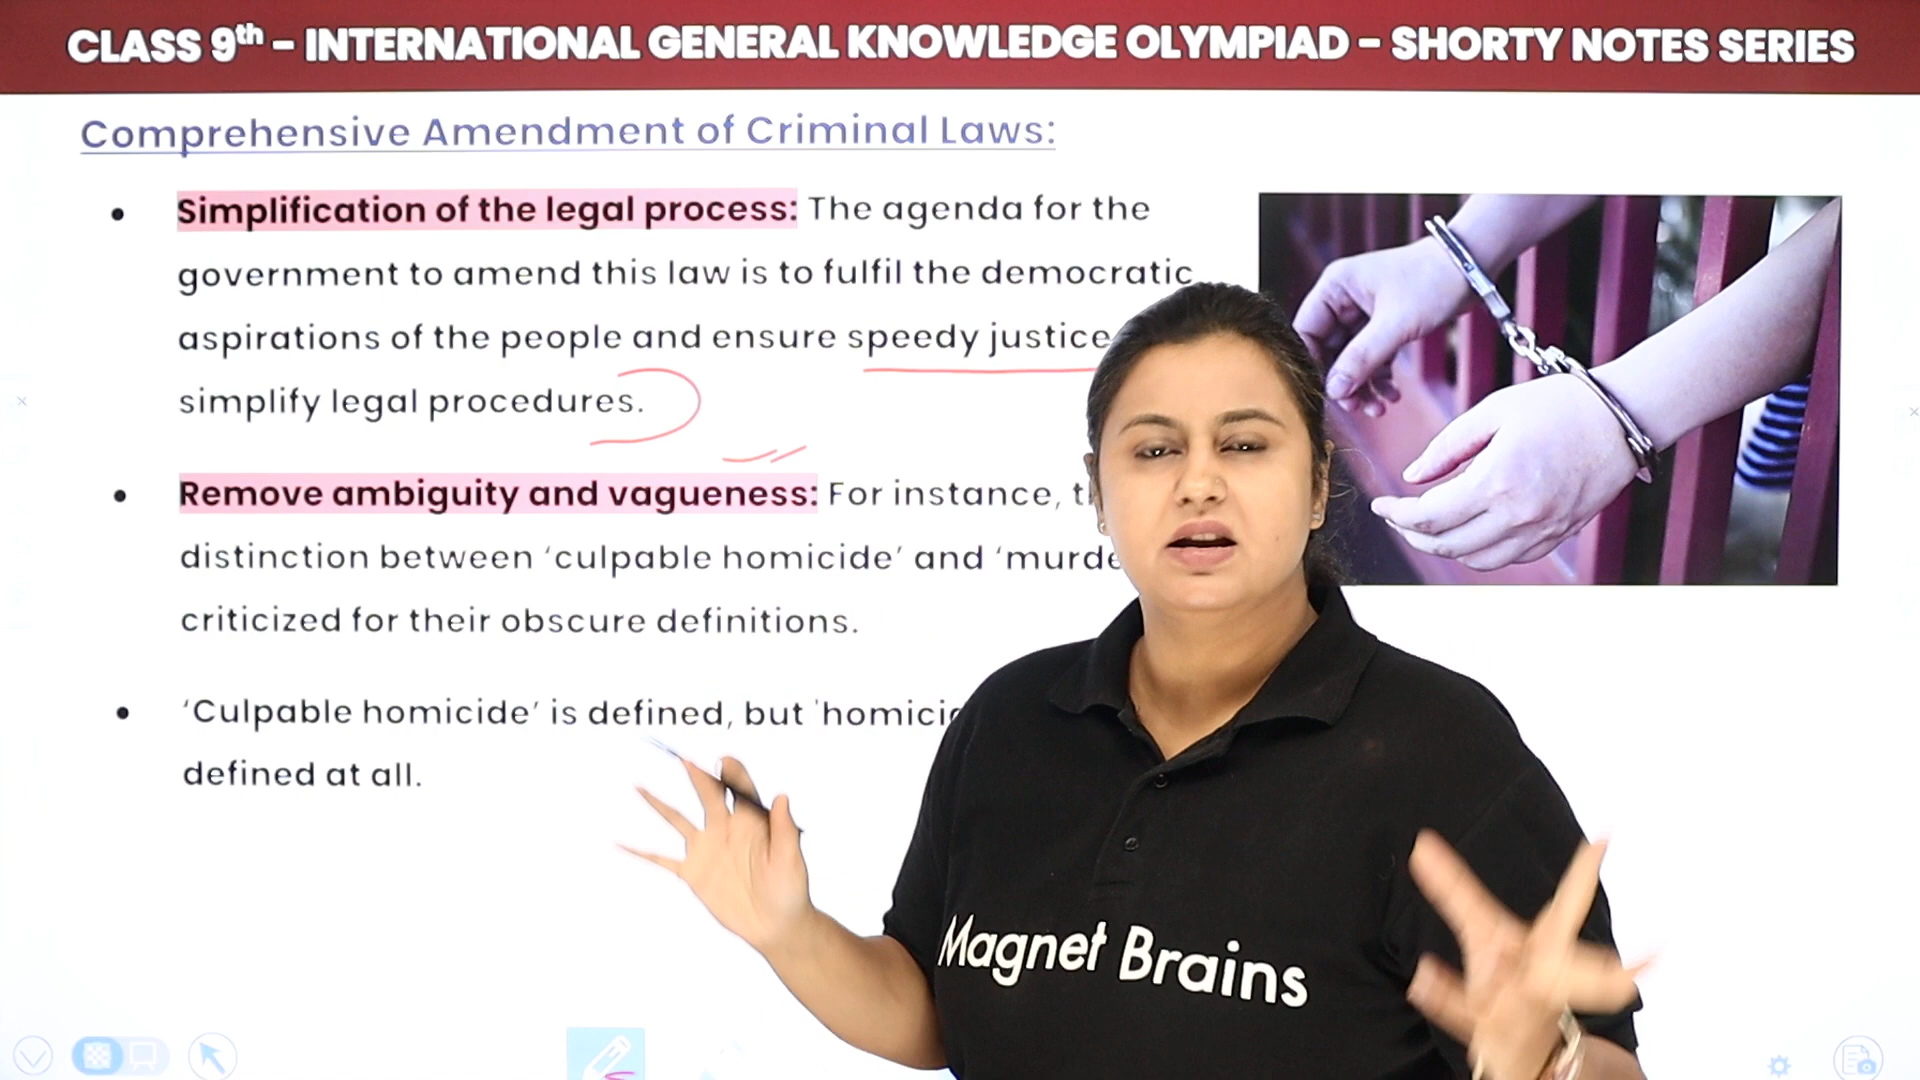 CLASS 9th – INTERNATIONAL GENERAL KNOWLEDGE OLYMPIAD – SHORTY NOTES SERIES
Comprehensive Amendment of Criminal Laws:
• Simplification of the legal process: The agenda for the
government to amend this law is to fulfil the democratic
aspirations of the people and ensure speedy justice
simplify legal procedures.
• Remove ambiguity and vagueness: For instance,
distinction between ‘culpable homicide’ and
criticized for their obscure definitions.
• ‘Culpable homicide’ is defined, but
defined at all.
Magnet Brains